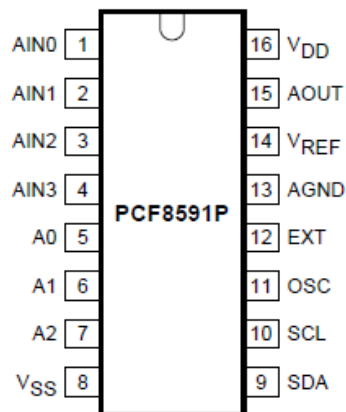 AIN0 1 16 VDD
AIN1 2 15 AOUT
AIN2 3 14 VREF
AIN3 4 13 AGND
PCF8591P
A0 5 12 EXT
A1 6 11 OSC
A2 7 10 SCL
VSS 8 9 SDA